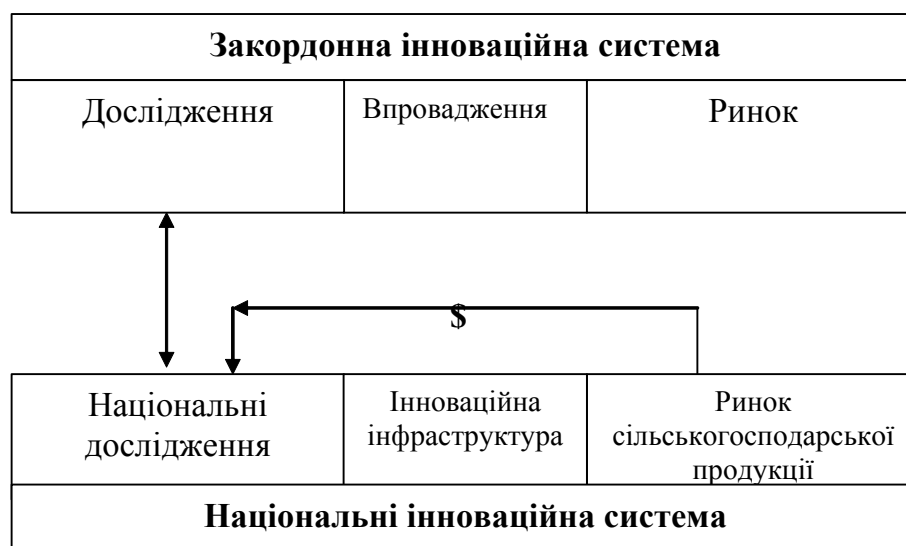 Закордонна інноваційна система
Дослідження
Впровадження
Ринок
$
Національні
дослідження
Інноваційна
інфраструктура
Ринок
сільськогосподарської
продукції
Національні інноваційна система